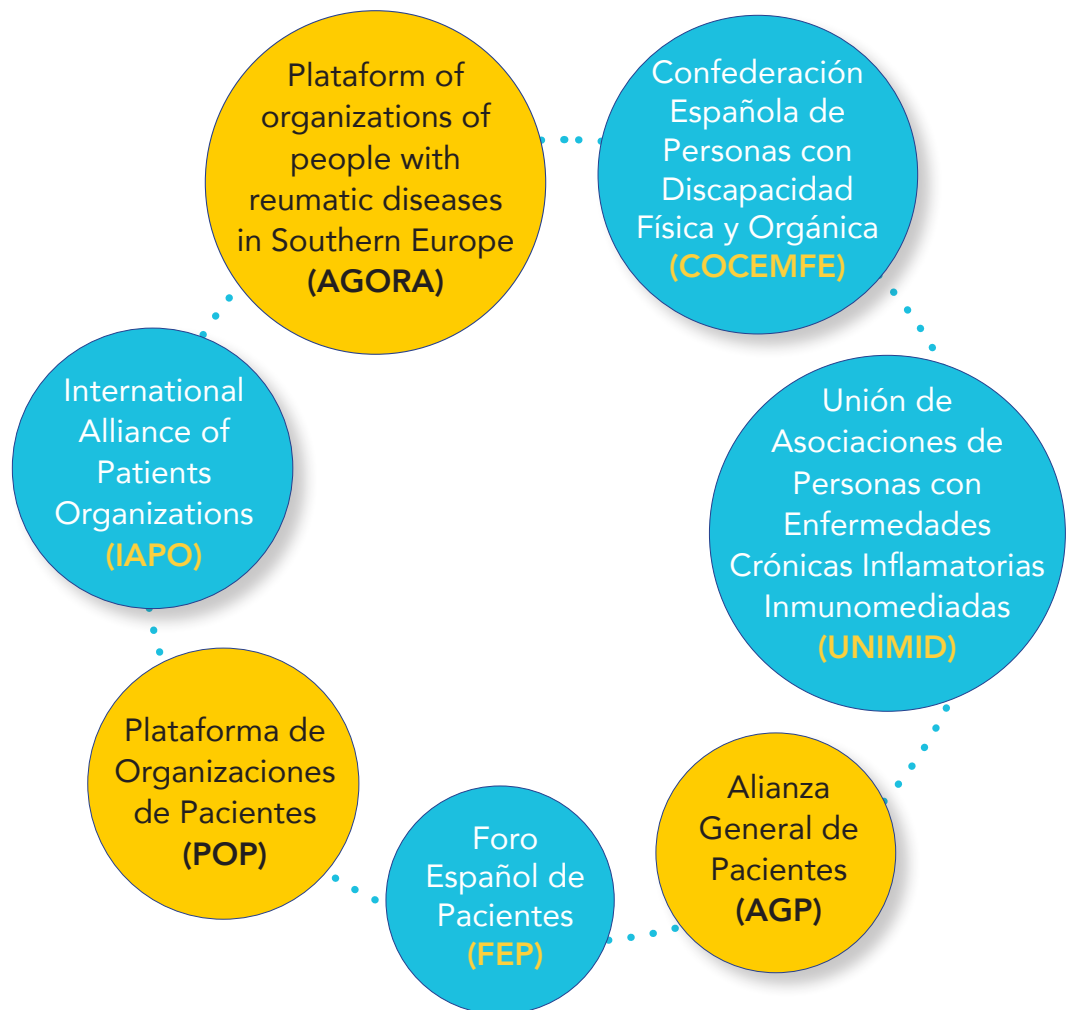 Plataform of
organizations of
people with
reumatic diseases
in Southern Europe
(AGORA)
Confederación
Española de
Personas con
Discapacidad
Física y Orgánica
(COCEMFE)
International
Alliance of
Patients
Organizations
(IAPO)
Unión de
Asociaciones de
Personas con
Enfermedades
Crónicas Inflamatorias
Inmunomediadas
(UNIMID)
Plataforma de
Organizaciones
de Pacientes
(POP)
Foro
Español de
Pacientes
(FEP)
Alianza
General de
Pacientes
(AGP)